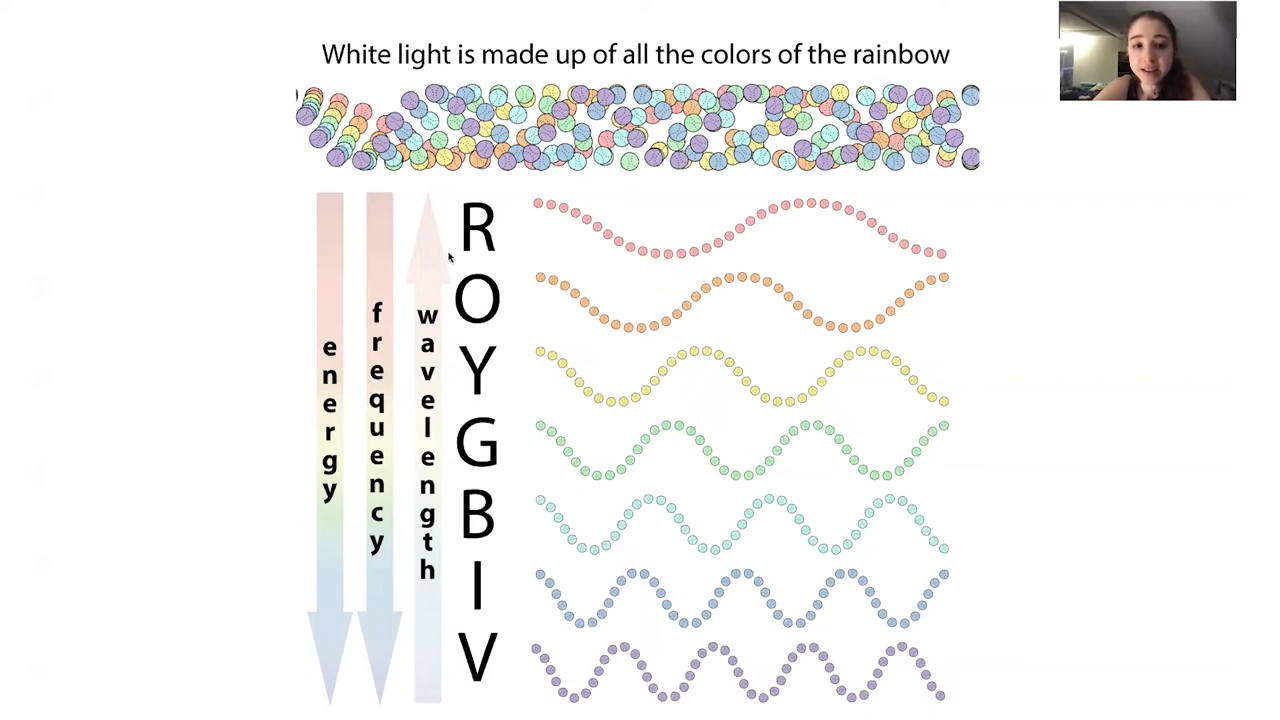 White light is made up of all the colors of the rainbow
energy
frequency
wavelength
R
O
Y
G
B
I
V